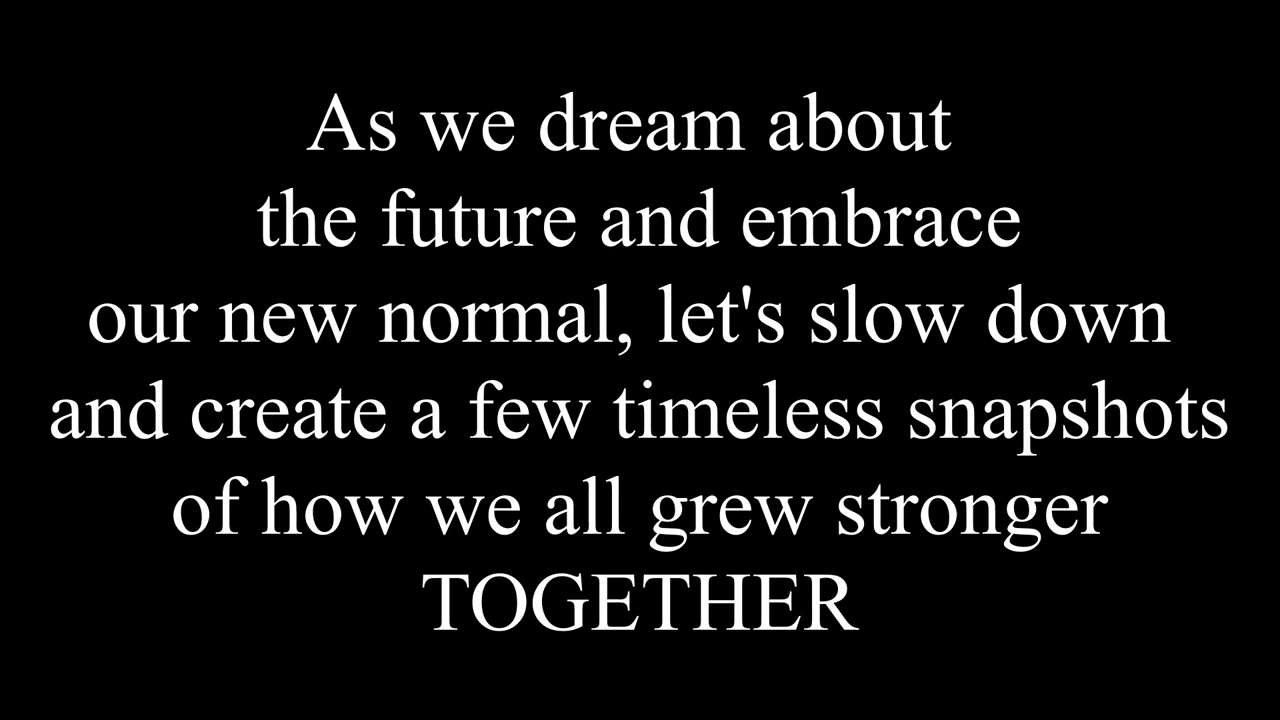 As we dream about
the future and embrace
our new normal, let's slow down
and create a few timeless snapshots
of how we all grew stronger
TOGETHER